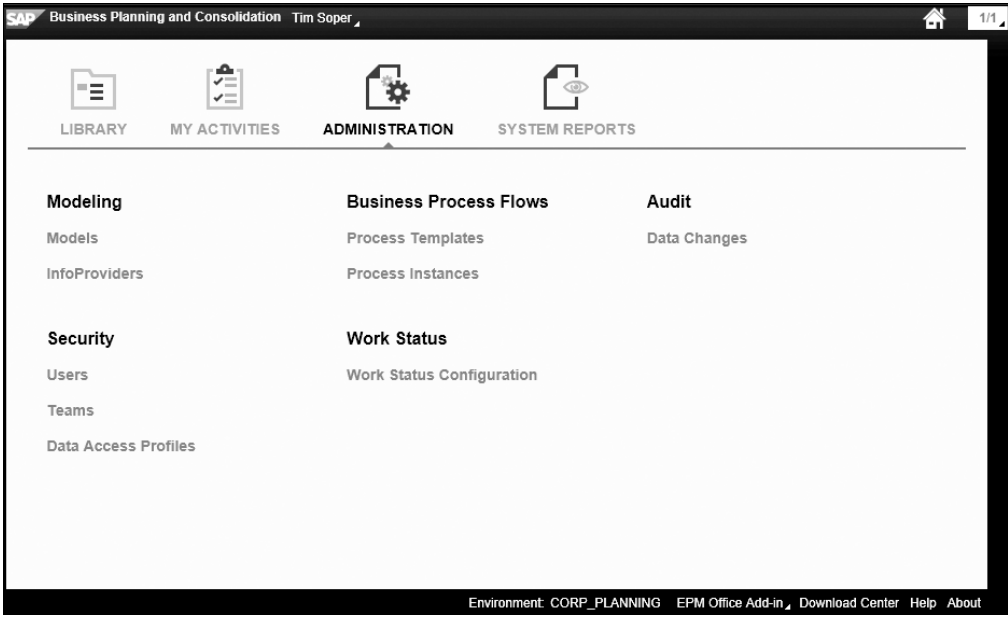 SAP Business Planning and Consolidation Tim Soper 1/1
LIBRARY MY ACTIVITIES ADMINISTRATION SYSTEM REPORTS
Modeling Business Process Flows Audit
Models Process Templates Data Changes
InfoProviders Process Instances
Security Work Status
Users Work Status Configuration
Teams
Data Access Profiles
Environment: CORP_PLANNING EPM Office Add-in Download Center Help About